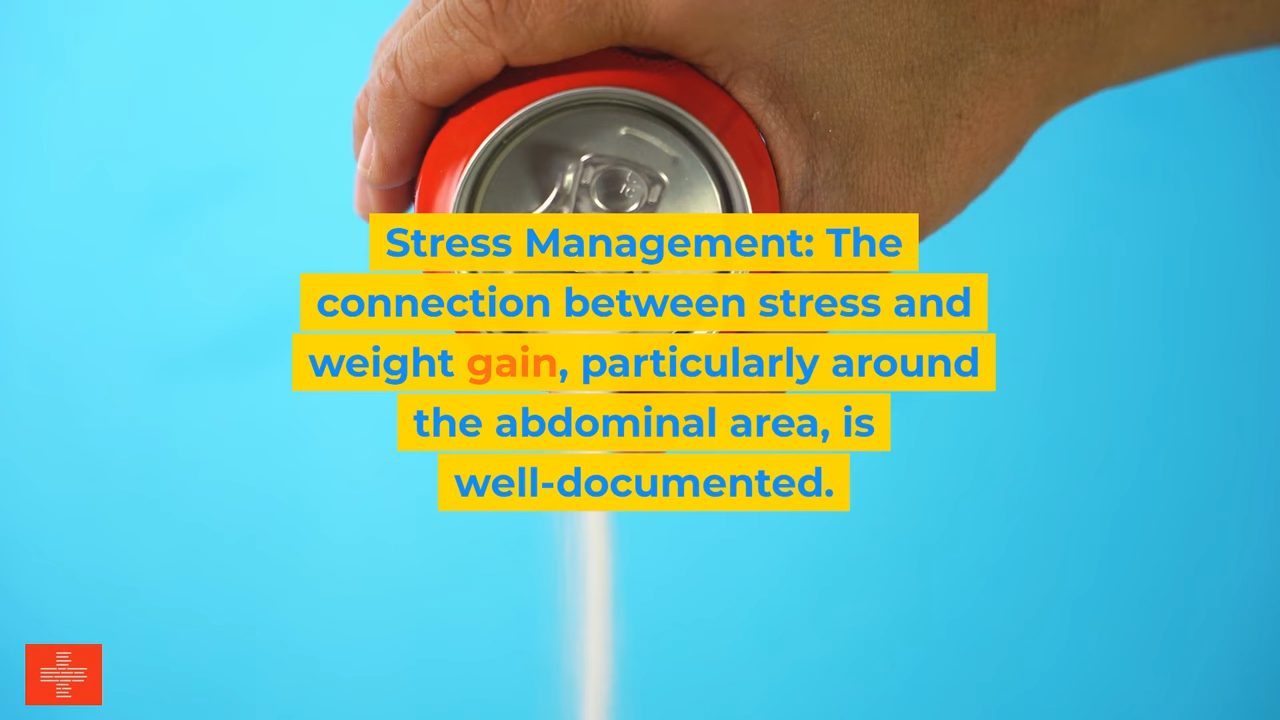 Stress Management: The
connection between stress and
weight gain, particularly around
the abdominal area, is
well-documented.